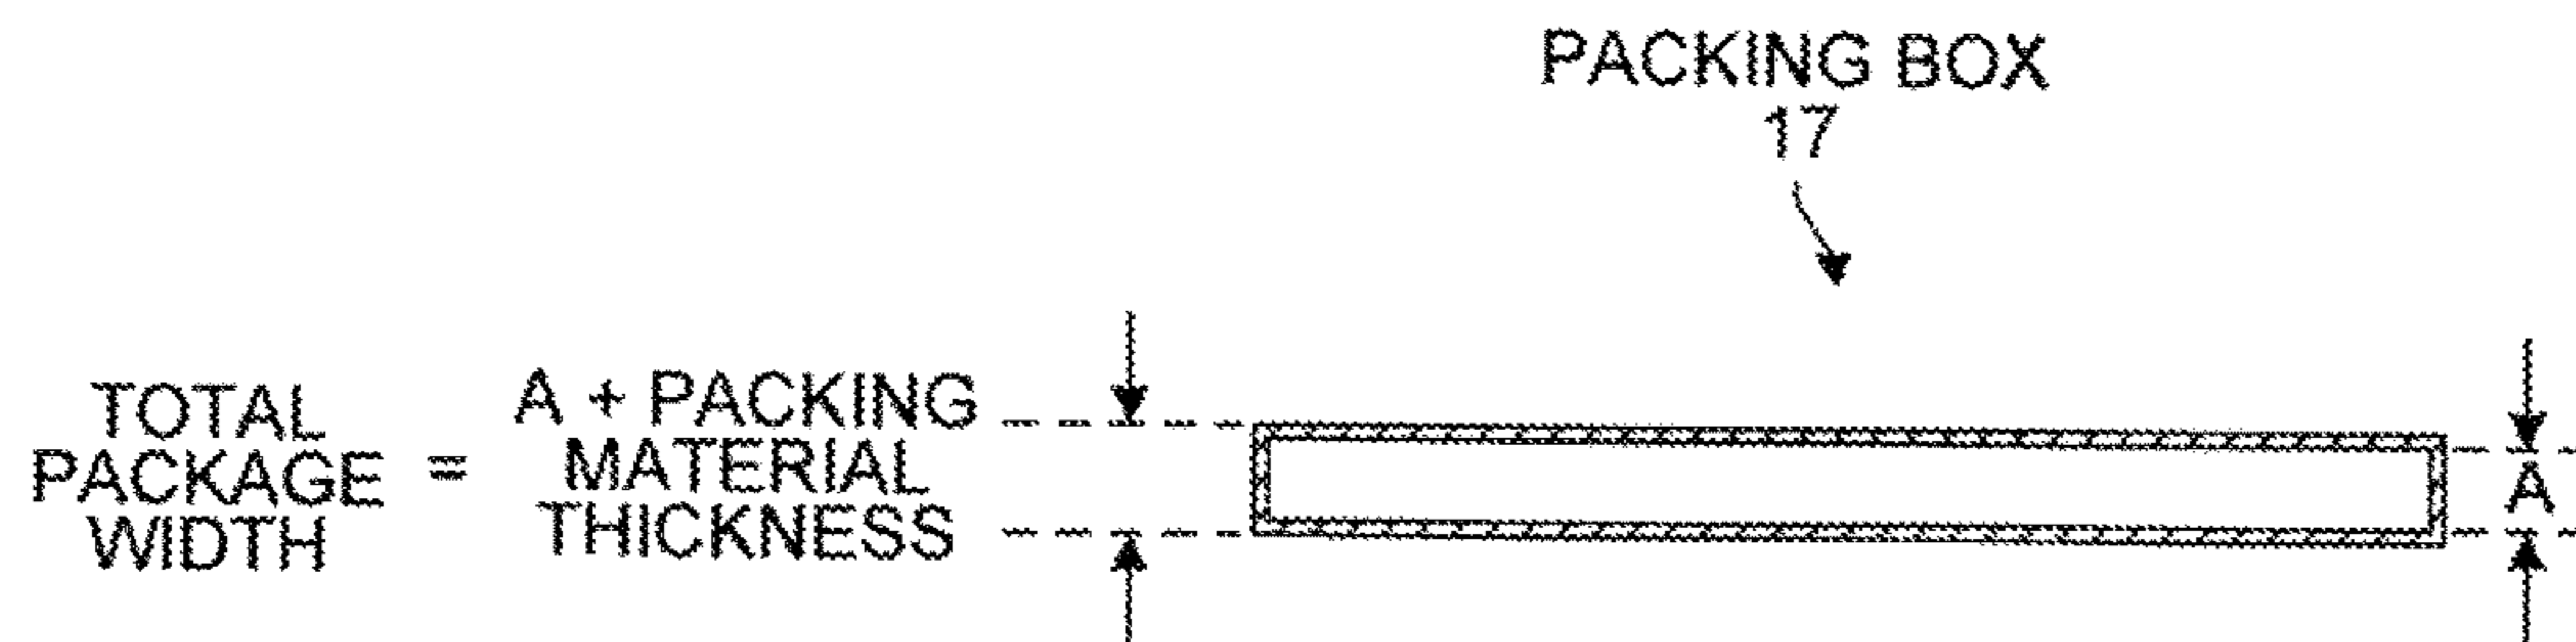 PACKING BOX
17
TOTAL
PACKAGE
WIDTH
=
A + PACKING
MATERIAL
THICKNESS
A